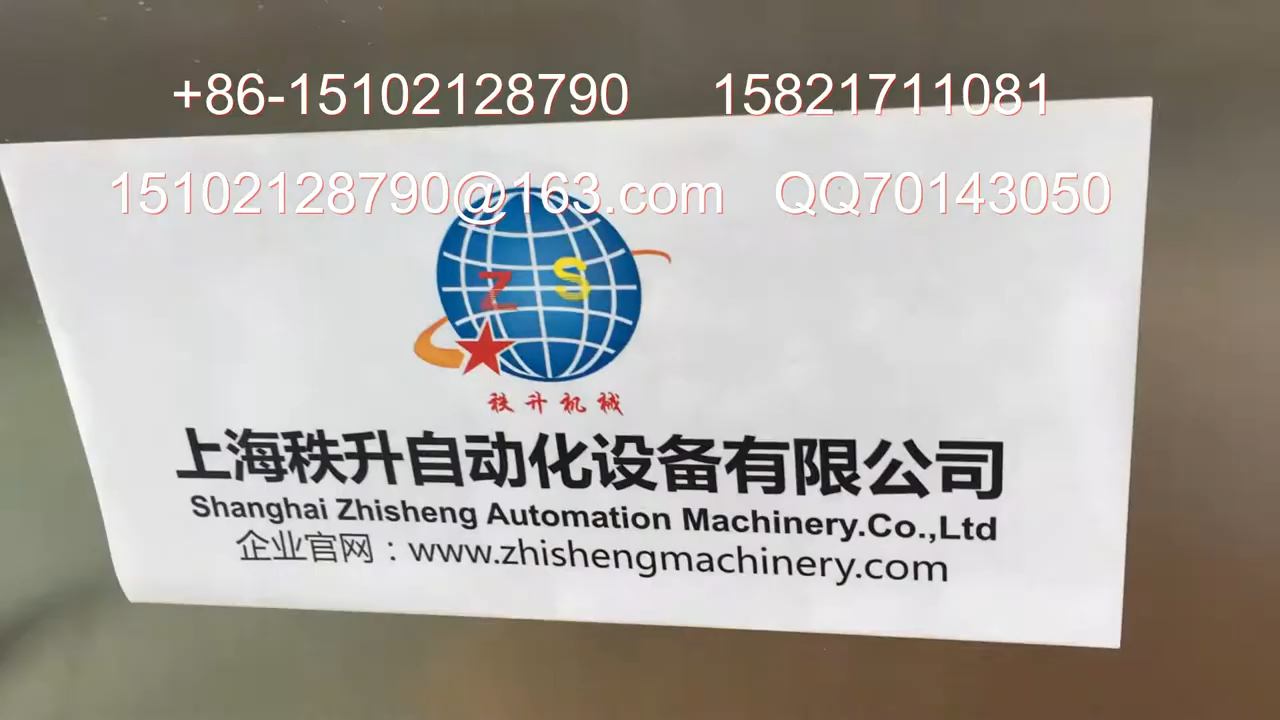 +86-15102128790 15821711081
15102128790@163.com QQ70143050
Z S
秩升机械
上海秩升自动化设备有限公司
Shanghai Zhisheng Automation Machinery.Co.,Ltd
企业官网：www.zhishengmachinery.com